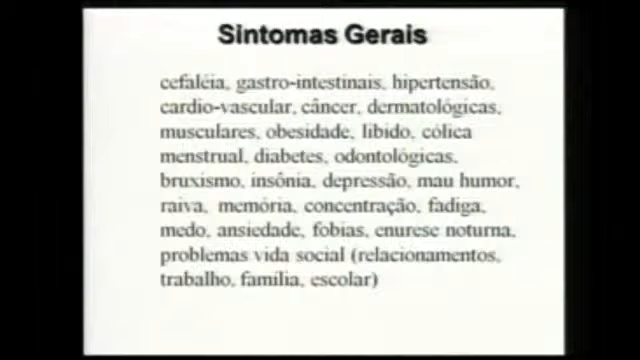 Sintomas Gerais
cefaléia, gastro-intestinais, hipertensão,
cardio-vascular, câncer, dermatológicas,
musculares, obesidade, libido, cólica
menstrual, diabetes, odontológicas,
bruxismo, insônia, depressão, mau humor,
raiva, memória, concentração, fadiga,
medo, ansiedade, fobias, enurese noturna,
problemas vida social (relacionamentos,
trabalho, família, escolar)